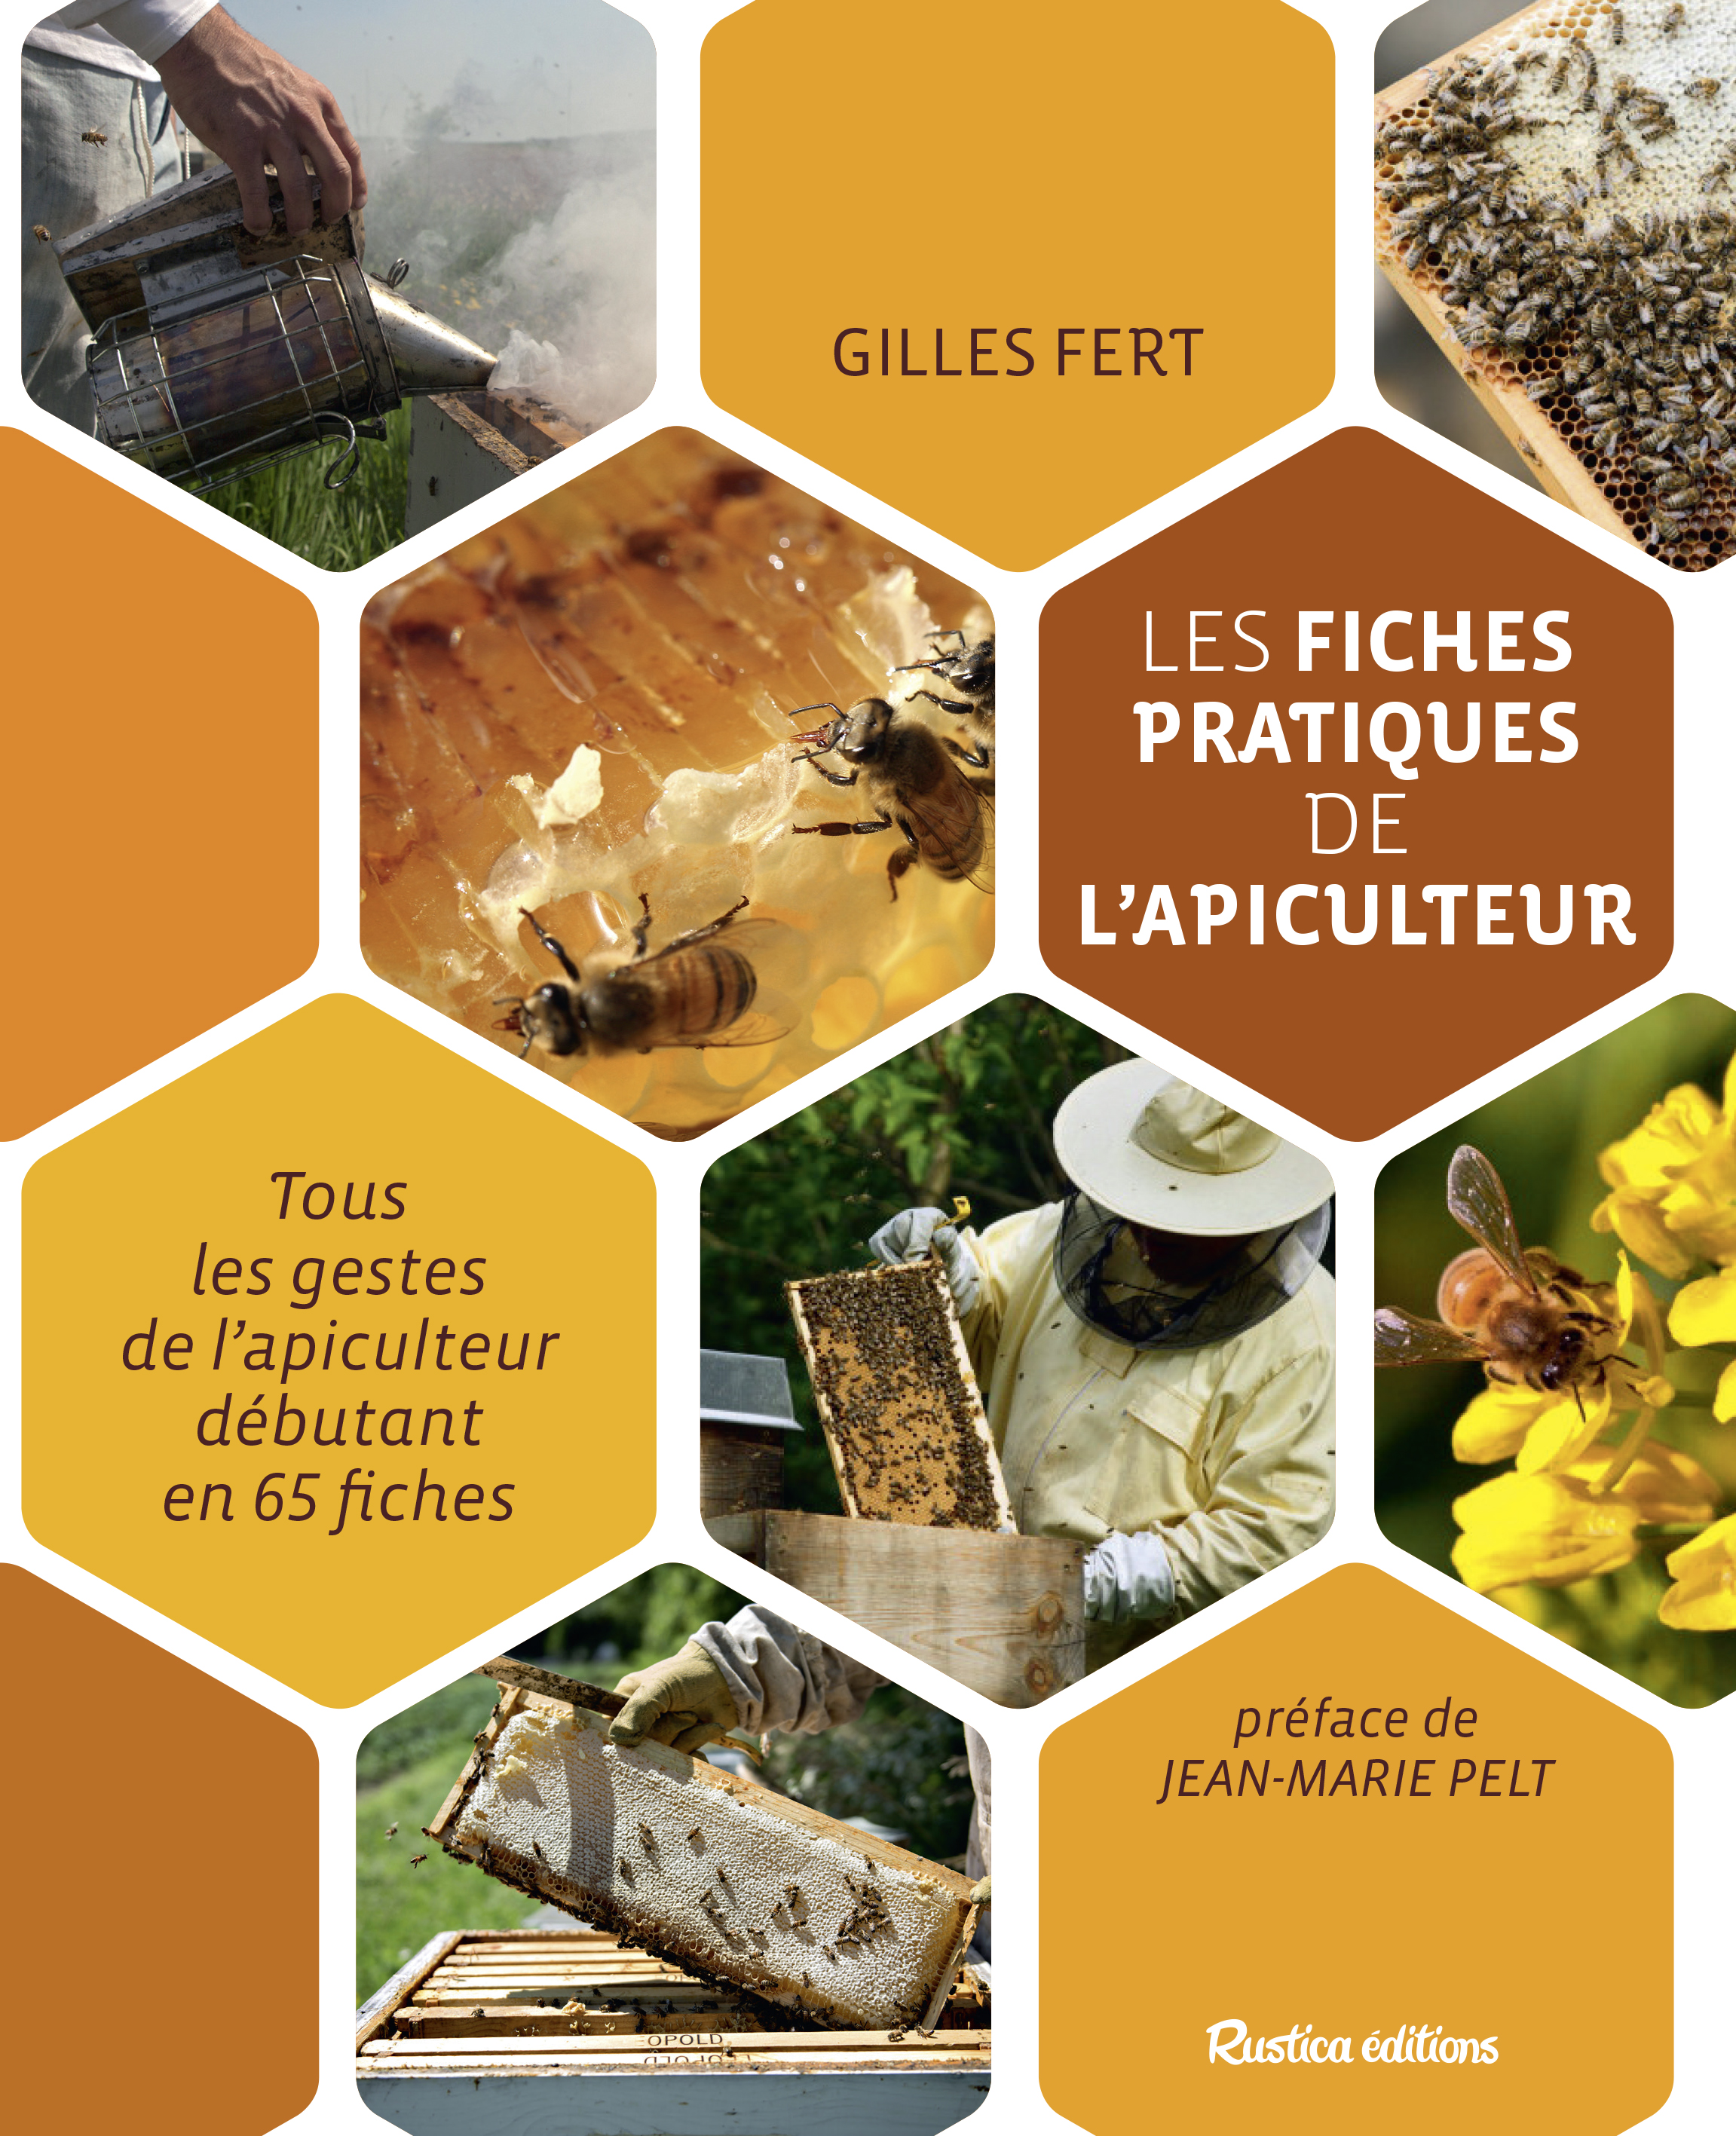 GILLES FERT
LES FICHES
PRATIQUES
DE
L’APICULTEUR
Tous
les gestes
de l’apiculteur
débutant
en 65 fiches
préface de
JEAN-MARIE PELT
OPOLD
Rustica éditions